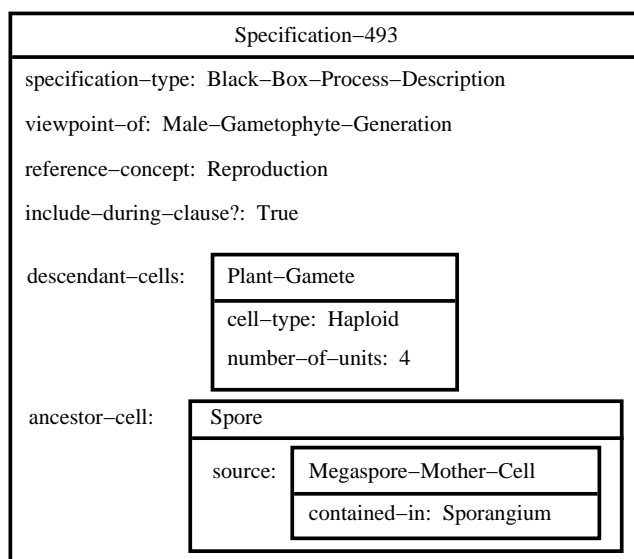 Specification−493
specification−type: Black−Box−Process−Description
viewpoint−of: Male−Gametophyte−Generation
reference−concept: Reproduction
include−during−clause?: True
descendant−cells: Plant−Gamete
cell−type: Haploid
number−of−units: 4
ancestor−cell: Spore
source: Megaspore−Mother−Cell
contained−in: Sporangium